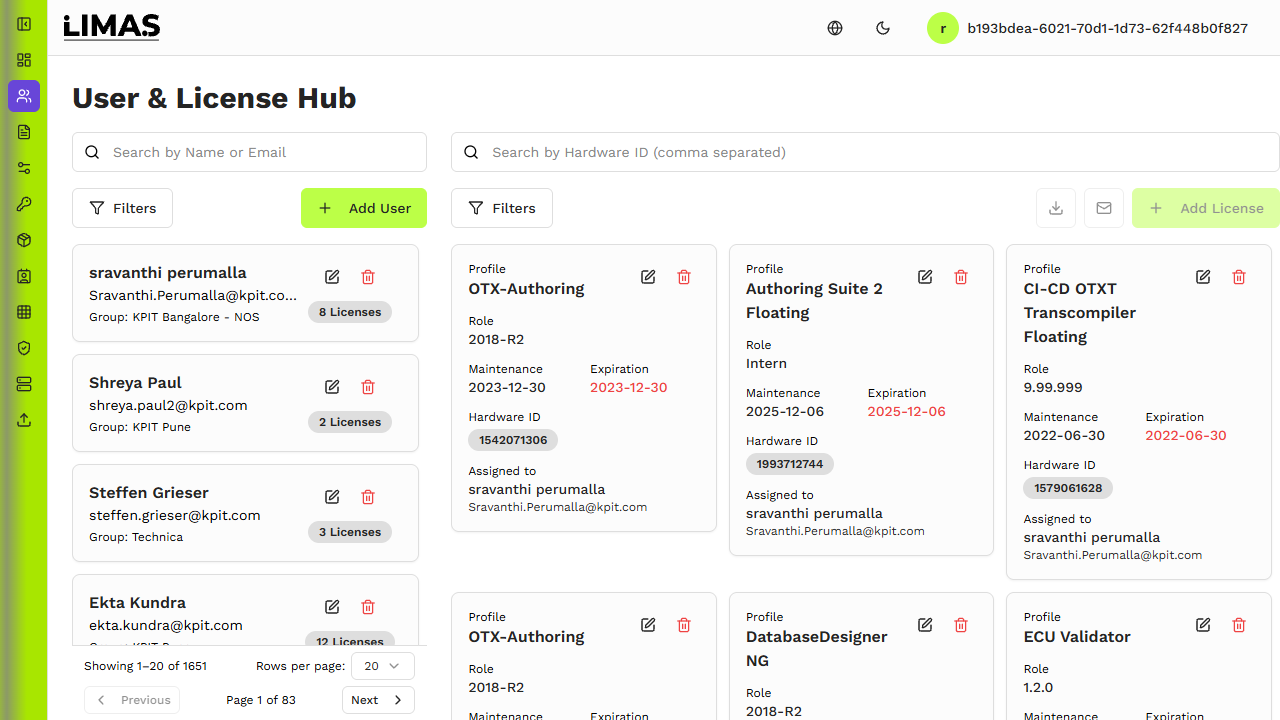 LIMAS
r
b193bdea-6021-70d1-1d73-62f448b0f827
User & License Hub
Search by Name or Email
Search by Hardware ID (comma separated)
Filters
Add User
Filters
Add License
sravanthi perumalla
Sravanthi.Perumalla@kpit.co...
Group: KPIT Bangalore - NOS
8 Licenses
Shreya Paul
shreya.paul2@kpit.com
Group: KPIT Pune
2 Licenses
Steffen Grieser
steffen.grieser@kpit.com
Group: Technica
3 Licenses
Ekta Kundra
ekta.kundra@kpit.com
12 Licenses
Showing 1–20 of 1651
Rows per page:
20
Previous
Page 1 of 83
Next
Profile
OTX-Authoring
Role
2018-R2
Maintenance
Expiration
2023-12-30
2023-12-30
Hardware ID
1542071306
Assigned to
sravanthi perumalla
Sravanthi.Perumalla@kpit.com
Profile
Authoring Suite 2
Floating
Role
Intern
Maintenance
Expiration
2025-12-06
2025-12-06
Hardware ID
1993712744
Assigned to
sravanthi perumalla
Sravanthi.Perumalla@kpit.com
Profile
CI-CD OTXT
Transcompiler
Floating
Role
9.99.999
Maintenance
Expiration
2022-06-30
2022-06-30
Hardware ID
1579061628
Assigned to
sravanthi perumalla
Sravanthi.Perumalla@kpit.com
Profile
OTX-Authoring
Role
2018-R2
Maintenance
Expiration
Profile
DatabaseDesigner
NG
Role
2018-R2
Profile
ECU Validator
Role
1.2.0
Maintenance
Expiration